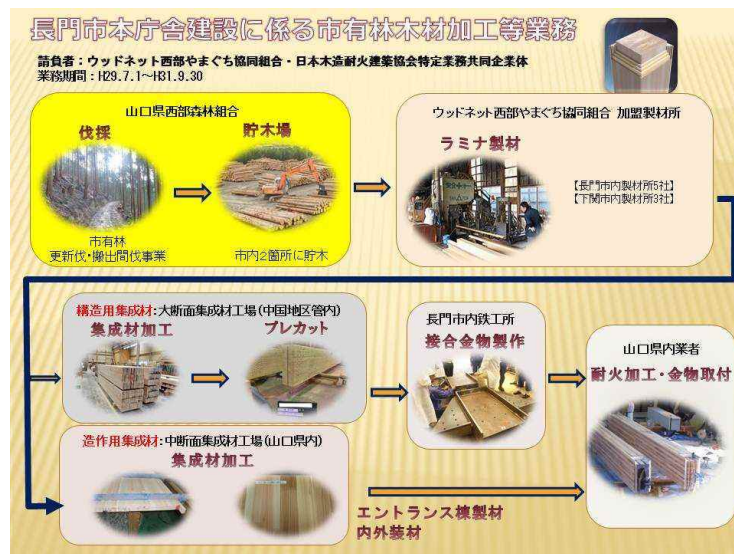 長門市本庁舎建設に係る市有林木材加工等業務
請負者：ウッドネット西部やまぐち協同組合・日本木造耐火建築協会特定業務共同企業体
業務期間：H29.7.1～H31.9.30
山口県西部森林組合
伐採
貯木場
市有林
更新伐・搬出間伐事業
市内2箇所に貯木
ウッドネット西部やまぐち協同組合 加盟製材所
ラミナ製材
【長門市内製材所5社】
【下関市内製材所3社】
構造用集成材：大断面集成材工場（中国地区管内）
集成材加工
プレカット
長門市内鉄工所
接合金物製作
山口県内業者
耐火加工・金物取付
造作用集成材：中断面集成材工場（山口県内）
集成材加工
エントランス棟製材
内外装材